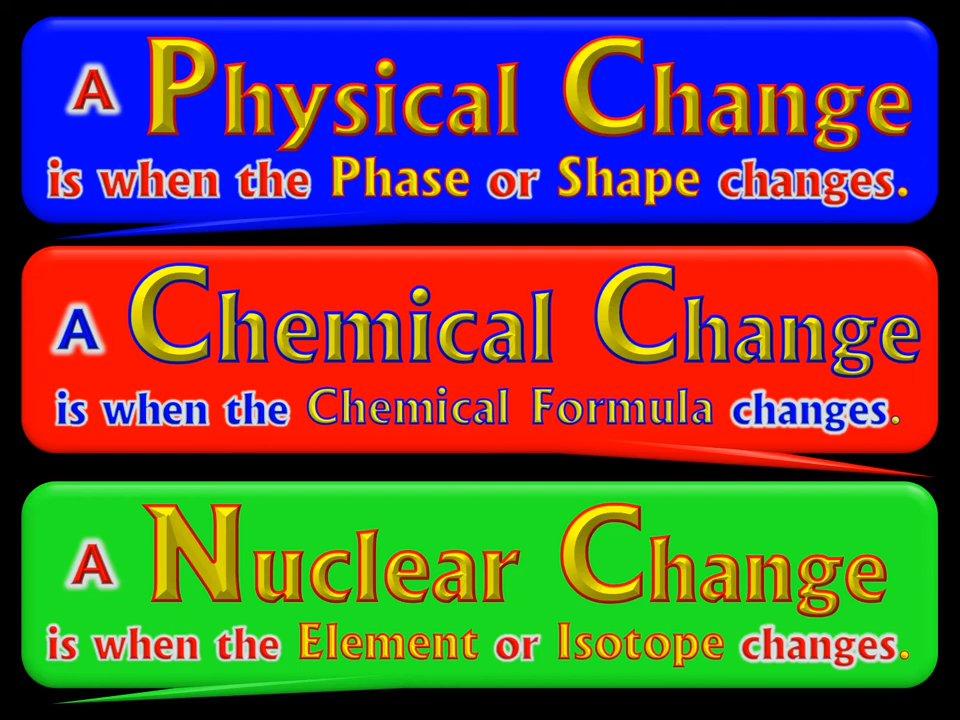 A Physical Change
is when the Phase or Shape changes.
A Chemical Change
is when the Chemical Formula changes.
A Nuclear Change
is when the Element or Isotope changes.